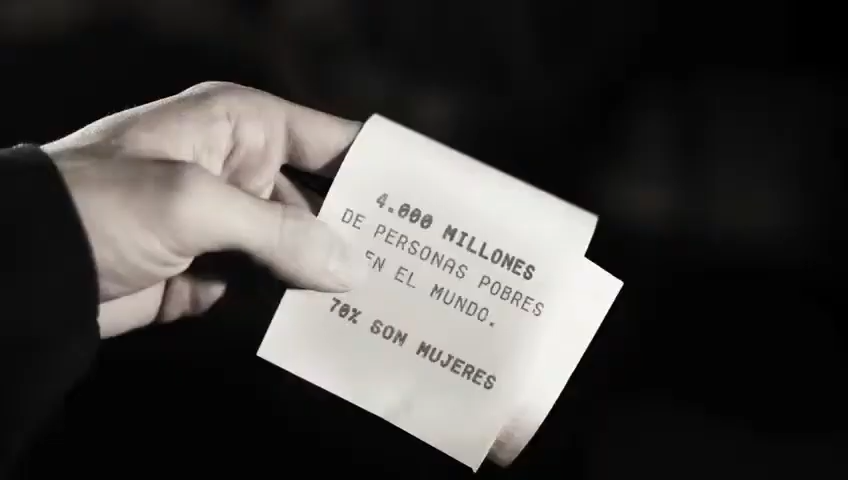 4.000 MILLONES
DE PERSONAS POBRES
EN EL MUNDO.
70% SON MUJERES